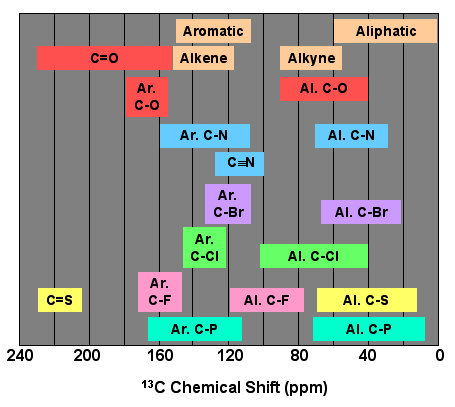 Aromatic
Aliphatic
C=O
Alkene
Alkyne
Ar.
C-O
Al. C-O
Ar. C-N
Al. C-N
C≡N
Ar.
C-Br
Al. C-Br
Ar.
C-Cl
Al. C-Cl
C=S
Ar.
C-F
Al. C-F
Al. C-S
Ar. C-P
Al. C-P
240 200 160 120 80 40 0
¹³C Chemical Shift (ppm)